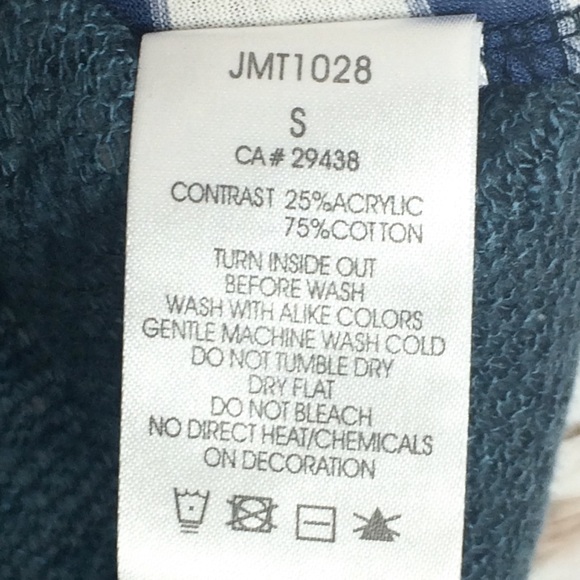 JMT1028
S
CA# 29438
CONTRAST 25%ACRYLIC
75%COTTON
TURN INSIDE OUT
BEFORE WASH
WASH WITH ALIKE COLORS
GENTLE MACHINE WASH COLD
DO NOT TUMBLE DRY
DRY FLAT
DO NOT BLEACH
NO DIRECT HEAT/CHEMICALS
ON DECORATION